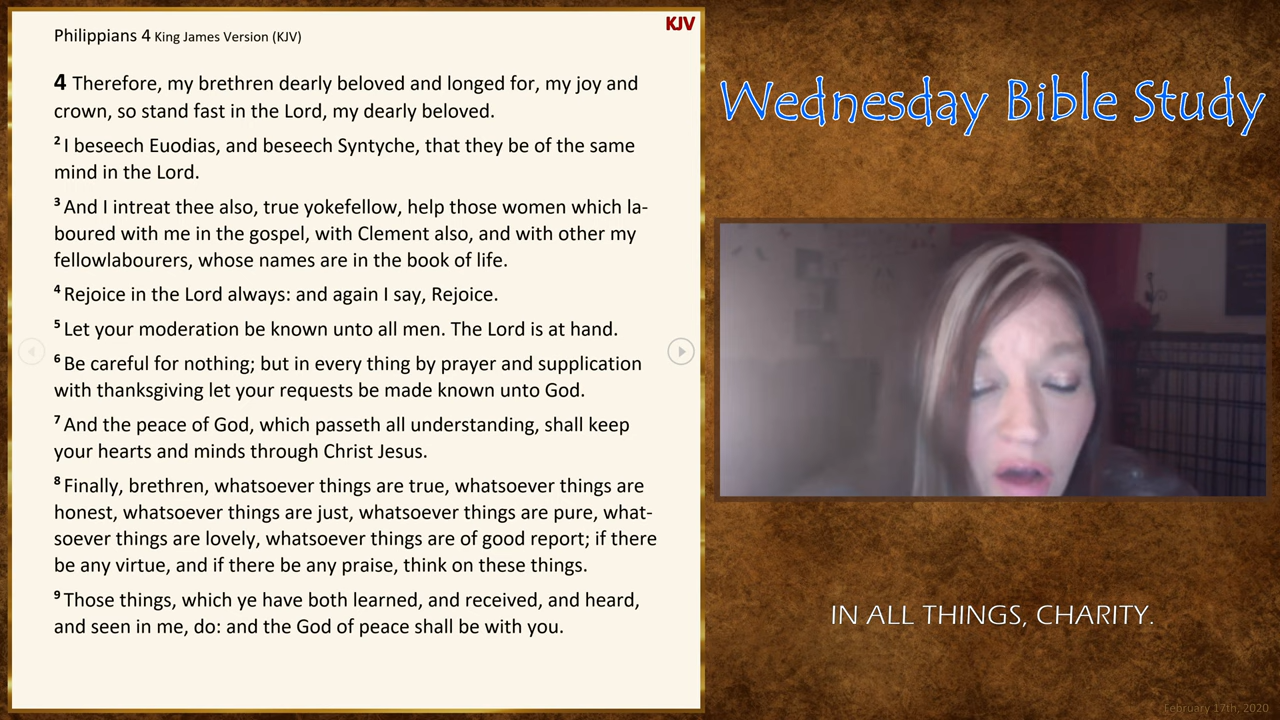 KJV
Philippians 4 King James Version (KJV)
4 Therefore, my brethren dearly beloved and longed for, my joy and
crown, so stand fast in the Lord, my dearly beloved.
2 I beseech Euodias, and beseech Syntyche, that they be of the same
mind in the Lord.
3 And I intreat thee also, true yokefellow, help those women which la-
boured with me in the gospel, with Clement also, and with other my
fellowlabourers, whose names are in the book of life.
4 Rejoice in the Lord always: and again I say, Rejoice.
5 Let your moderation be known unto all men. The Lord is at hand.
6 Be careful for nothing; but in every thing by prayer and supplication
with thanksgiving let your requests be made known unto God.
7 And the peace of God, which passeth all understanding, shall keep
your hearts and minds through Christ Jesus.
8 Finally, brethren, whatsoever things are true, whatsoever things are
honest, whatsoever things are just, whatsoever things are pure, what-
soever things are lovely, whatsoever things are of good report; if there
be any virtue, and if there be any praise, think on these things.
9 Those things, which ye have both learned, and received, and heard,
and seen in me, do: and the God of peace shall be with you.
Wednesday Bible Study
IN ALL THINGS, CHARITY.
February 17th, 2020